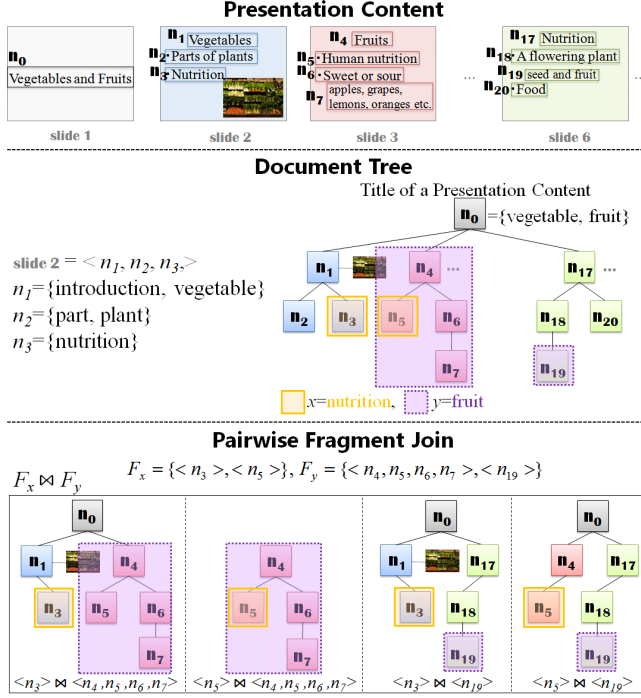 Presentation Content
n0
Vegetables and Fruits
slide 1
n1 Vegetables
n2 • Parts of plants
n3 • Nutrition
slide 2
n4 Fruits
n5 • Human nutrition
n6 • Sweet or sour
n7 apples, grapes,
lemons, oranges etc.
slide 3
...
n17 Nutrition
n18 • A flowering plant
n19 seed and fruit
n20 • Food
slide 6
...
Document Tree
Title of a Presentation Content
n0 ={vegetable, fruit}
slide 2 = < n1, n2, n3,>
n1={introduction, vegetable}
n2={part, plant}
n3={nutrition}
n1 n4 ... n17 ...
n2 n3 n5 n6 n18 n20
n7 n19
x=nutrition, y=fruit
Pairwise Fragment Join
Fx ⋈ Fy
Fx = {< n3 >, < n5 >}, Fy = {< n4, n5, n6, n7 >, < n19 >}
n0
n1 n4
n3 n5 n6
n7
<n3> ⋈ <n4 ,n5 ,n6 ,n7>
n4
n5 n6
n7
<n5> ⋈ <n4 ,n5 ,n6 ,n7>
n0
n1 n17
n3 n18
n19
<n3> ⋈ <n19>
n0
n4 n17
n5 n18
n19
<n5> ⋈ <n19>